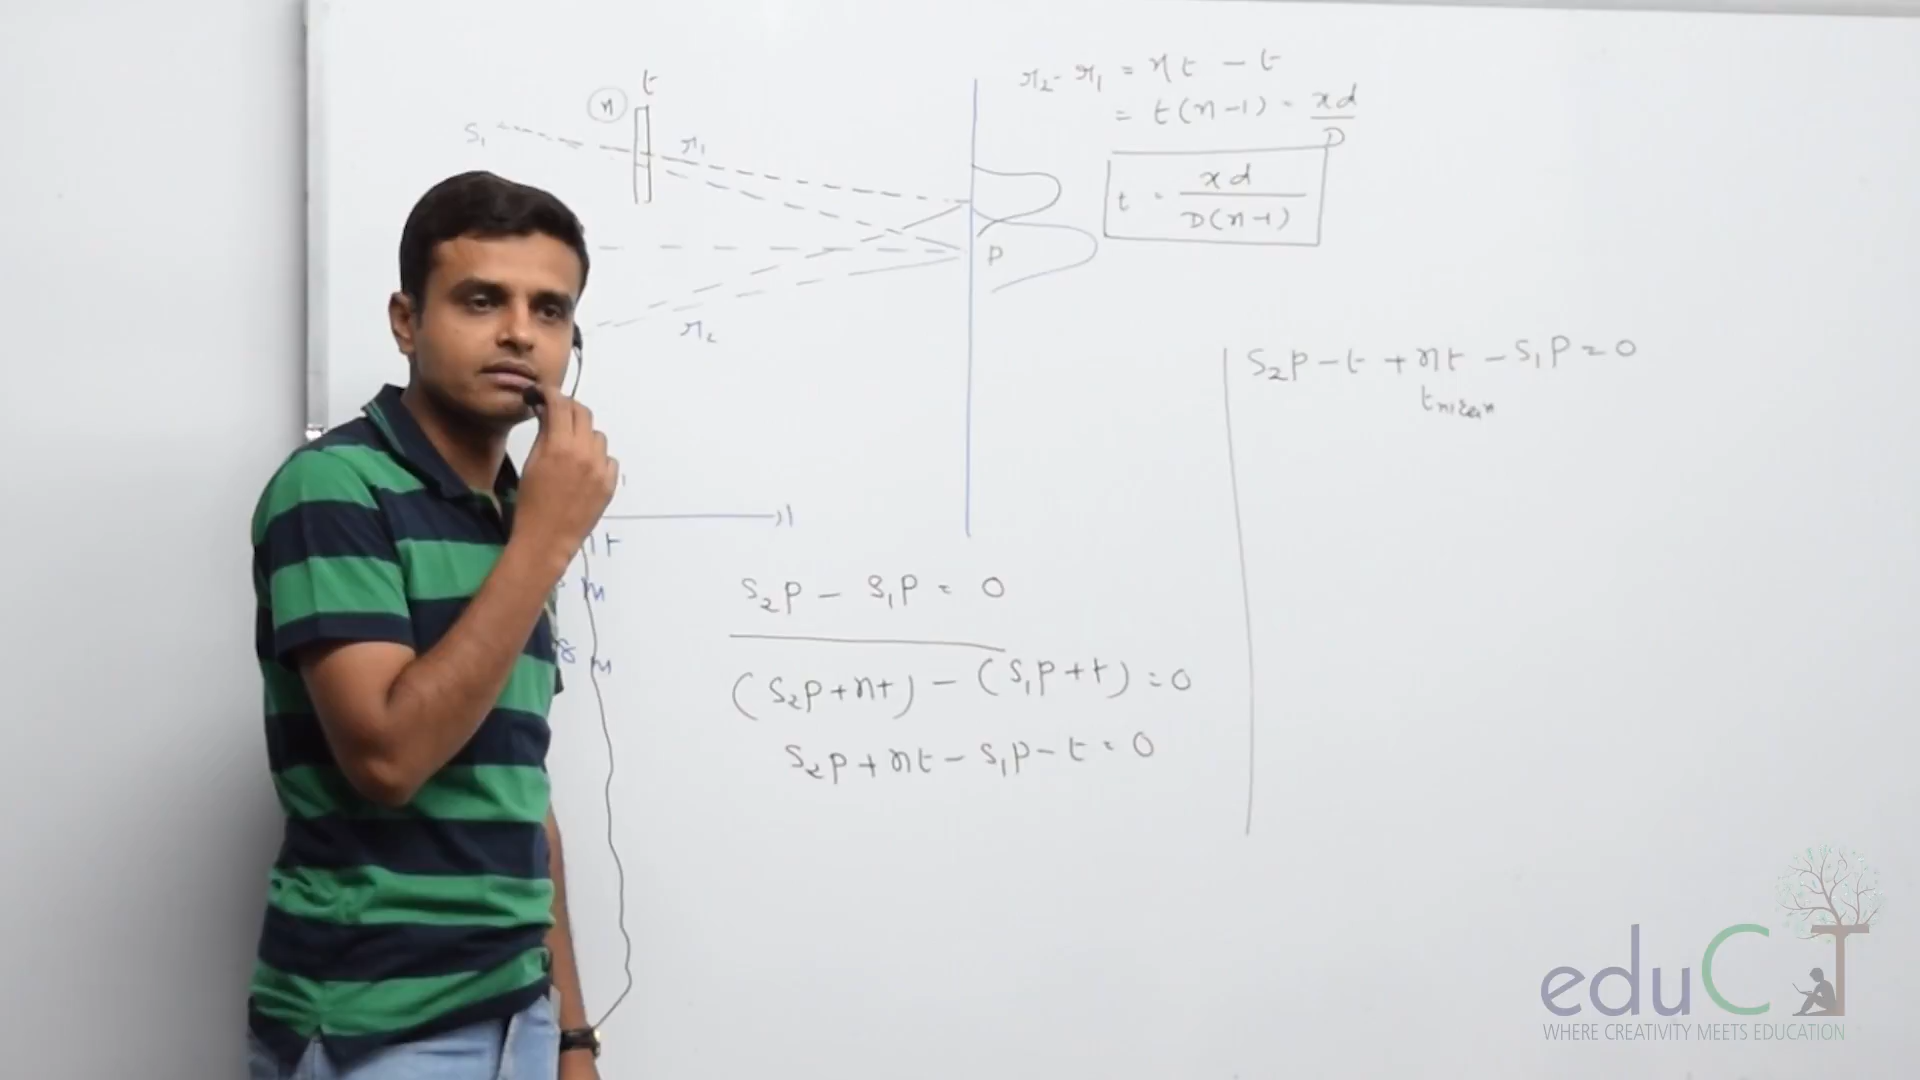 t
n
S₁
r₁
r₂
P
r₂ - r₁ = nt - t
= t(n-1) = xd/D
t = xd/D(n-1)
S₂P - t + nt - S₁P = 0
S₂P - S₁P = 0
(S₂P+nt) - (S₁P+t) = 0
S₂P+nt - S₁P - t = 0
eduCT
WHERE CREATIVITY MEETS EDUCATION